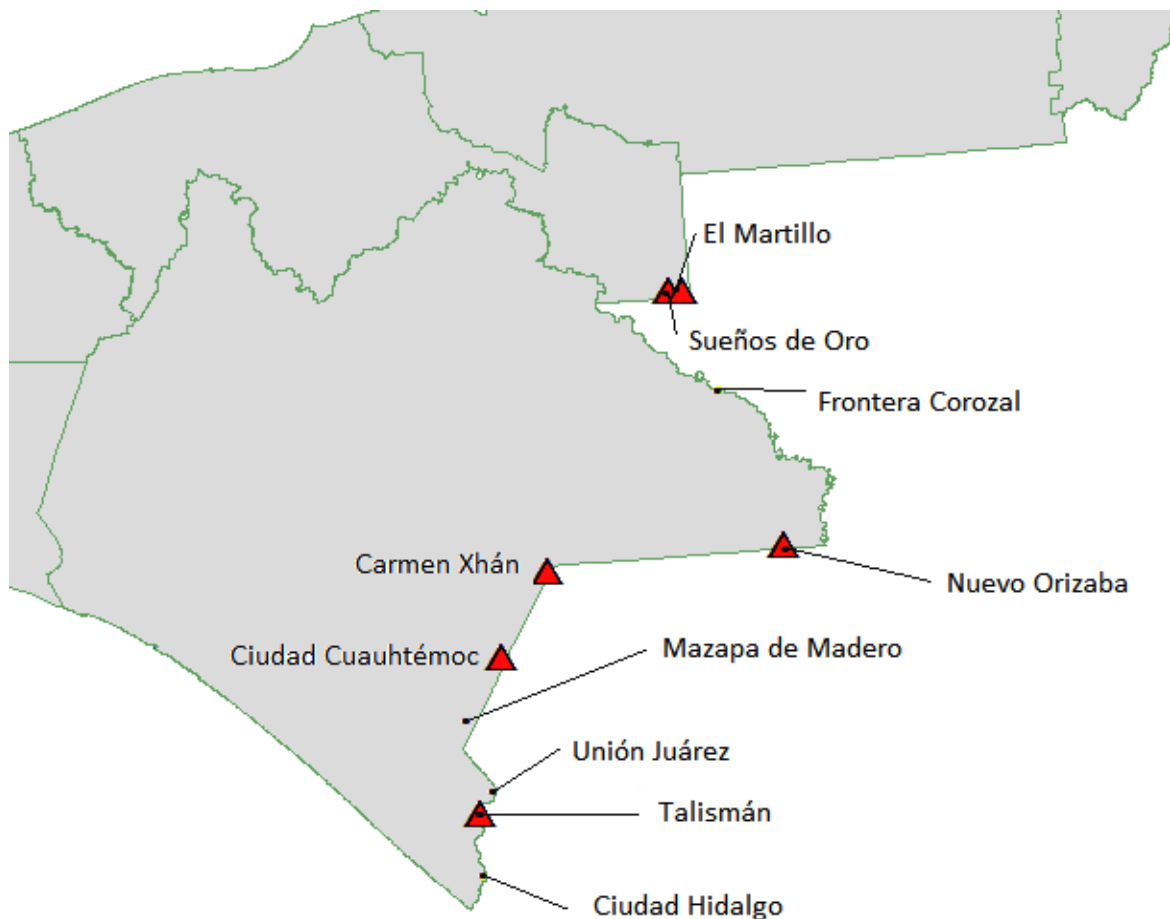 El Martillo
Sueños de Oro
Frontera Corozal
Carmen Xhán
Nuevo Orizaba
Ciudad Cuauhtémoc
Mazapa de Madero
Unión Juárez
Talismán
Ciudad Hidalgo